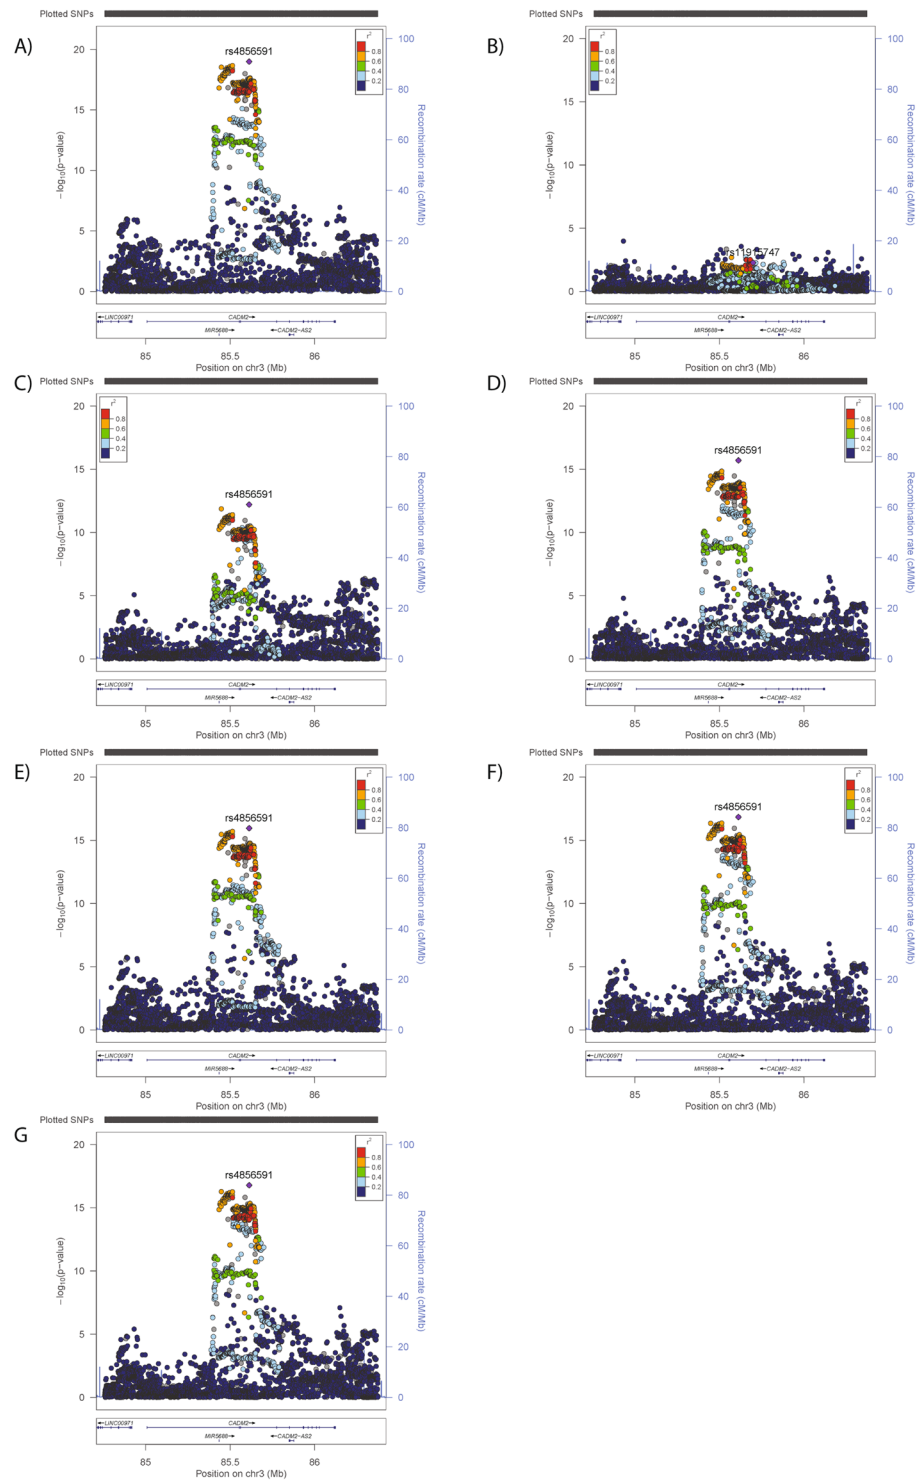 Plotted SNPs
A)
rs4856591
r2
0.8
0.6
0.4
0.2
20
15
10
5
0
100
80
60
40
20
0
−log10(p−value)
Recombination rate (cM/Mb)
LINC00971
CADM2
MIR5688
CADM2−AS2
85
85.5
86
Position on chr3 (Mb)
Plotted SNPs
B)
rs11915747
r2
0.8
0.6
0.4
0.2
20
15
10
5
0
100
80
60
40
20
0
−log10(p−value)
Recombination rate (cM/Mb)
LINC00971
CADM2
MIR5688
CADM2−AS2
85
85.5
86
Position on chr3 (Mb)
Plotted SNPs
C)
rs4856591
r2
0.8
0.6
0.4
0.2
20
15
10
5
0
100
80
60
40
20
0
−log10(p−value)
Recombination rate (cM/Mb)
LINC00971
CADM2
MIR5688
CADM2−AS2
85
85.5
86
Position on chr3 (Mb)
Plotted SNPs
D)
rs4856591
r2
0.8
0.6
0.4
0.2
20
15
10
5
0
100
80
60
40
20
0
−log10(p−value)
Recombination rate (cM/Mb)
LINC00971
CADM2
MIR5688
CADM2−AS2
85
85.5
86
Position on chr3 (Mb)
Plotted SNPs
E)
rs4856591
r2
0.8
0.6
0.4
0.2
20
15
10
5
0
100
80
60
40
20
0
−log10(p−value)
Recombination rate (cM/Mb)
LINC00971
CADM2
MIR5688
CADM2−AS2
85
85.5
86
Position on chr3 (Mb)
Plotted SNPs
F)
rs4856591
r2
0.8
0.6
0.4
0.2
20
15
10
5
0
100
80
60
40
20
0
−log10(p−value)
Recombination rate (cM/Mb)
LINC00971
CADM2
MIR5688
CADM2−AS2
85
85.5
86
Position on chr3 (Mb)
Plotted SNPs
G
rs4856591
r2
0.8
0.6
0.4
0.2
20
15
10
5
0
100
80
60
40
20
0
−log10(p−value)
Recombination rate (cM/Mb)
LINC00971
CADM2
MIR5688
CADM2−AS2
85
85.5
86
Position on chr3 (Mb)